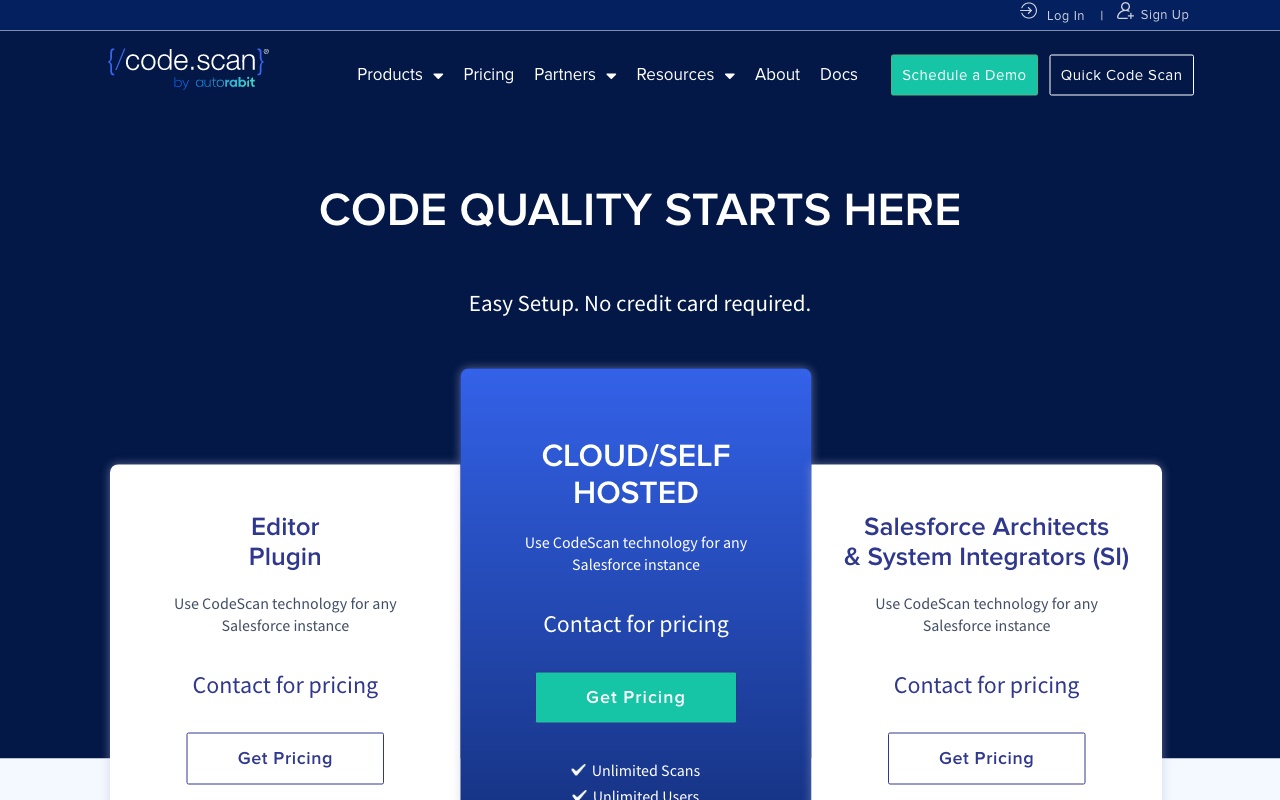 Log In | Sign Up
{/code.scan}®
by autorabit
Products Pricing Partners Resources About Docs Schedule a Demo Quick Code Scan
CODE QUALITY STARTS HERE
Easy Setup. No credit card required.
Editor
Plugin
Use CodeScan technology for any
Salesforce instance
Contact for pricing
Get Pricing
CLOUD/SELF
HOSTED
Use CodeScan technology for any
Salesforce instance
Contact for pricing
Get Pricing
Unlimited Scans
Unlimited Users
Salesforce Architects
& System Integrators (SI)
Use CodeScan technology for any
Salesforce instance
Contact for pricing
Get Pricing